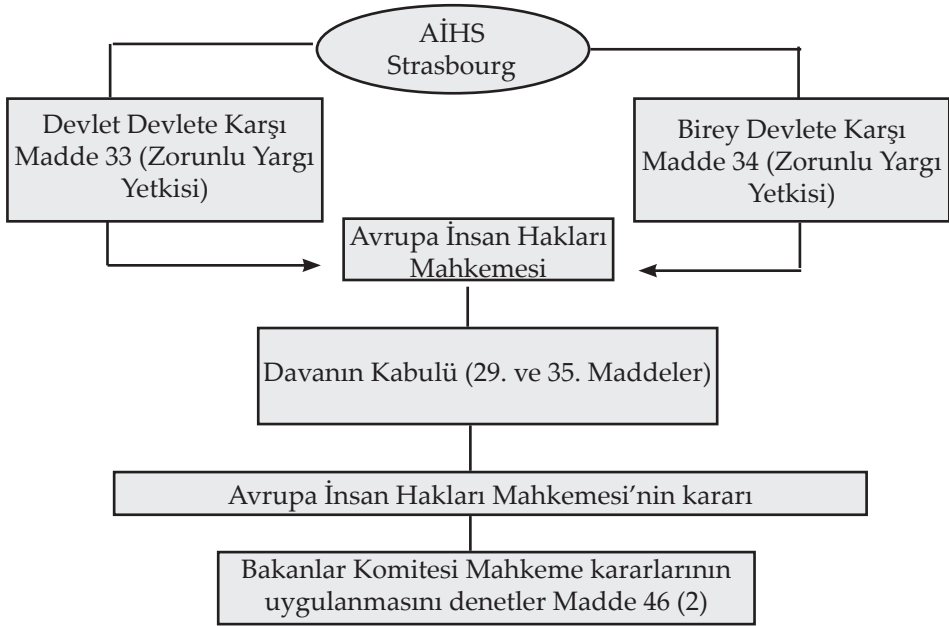 AİHS
Strasbourg
Devlet Devlete Karşı
Madde 33 (Zorunlu Yargı
Yetkisi)
Birey Devlete Karşı
Madde 34 (Zorunlu Yargı
Yetkisi)
Avrupa İnsan Hakları
Mahkemesi
Davanın Kabulü (29. ve 35. Maddeler)
Avrupa İnsan Hakları Mahkemesi’nin kararı
Bakanlar Komitesi Mahkeme kararlarının
uygulanmasını denetler Madde 46 (2)